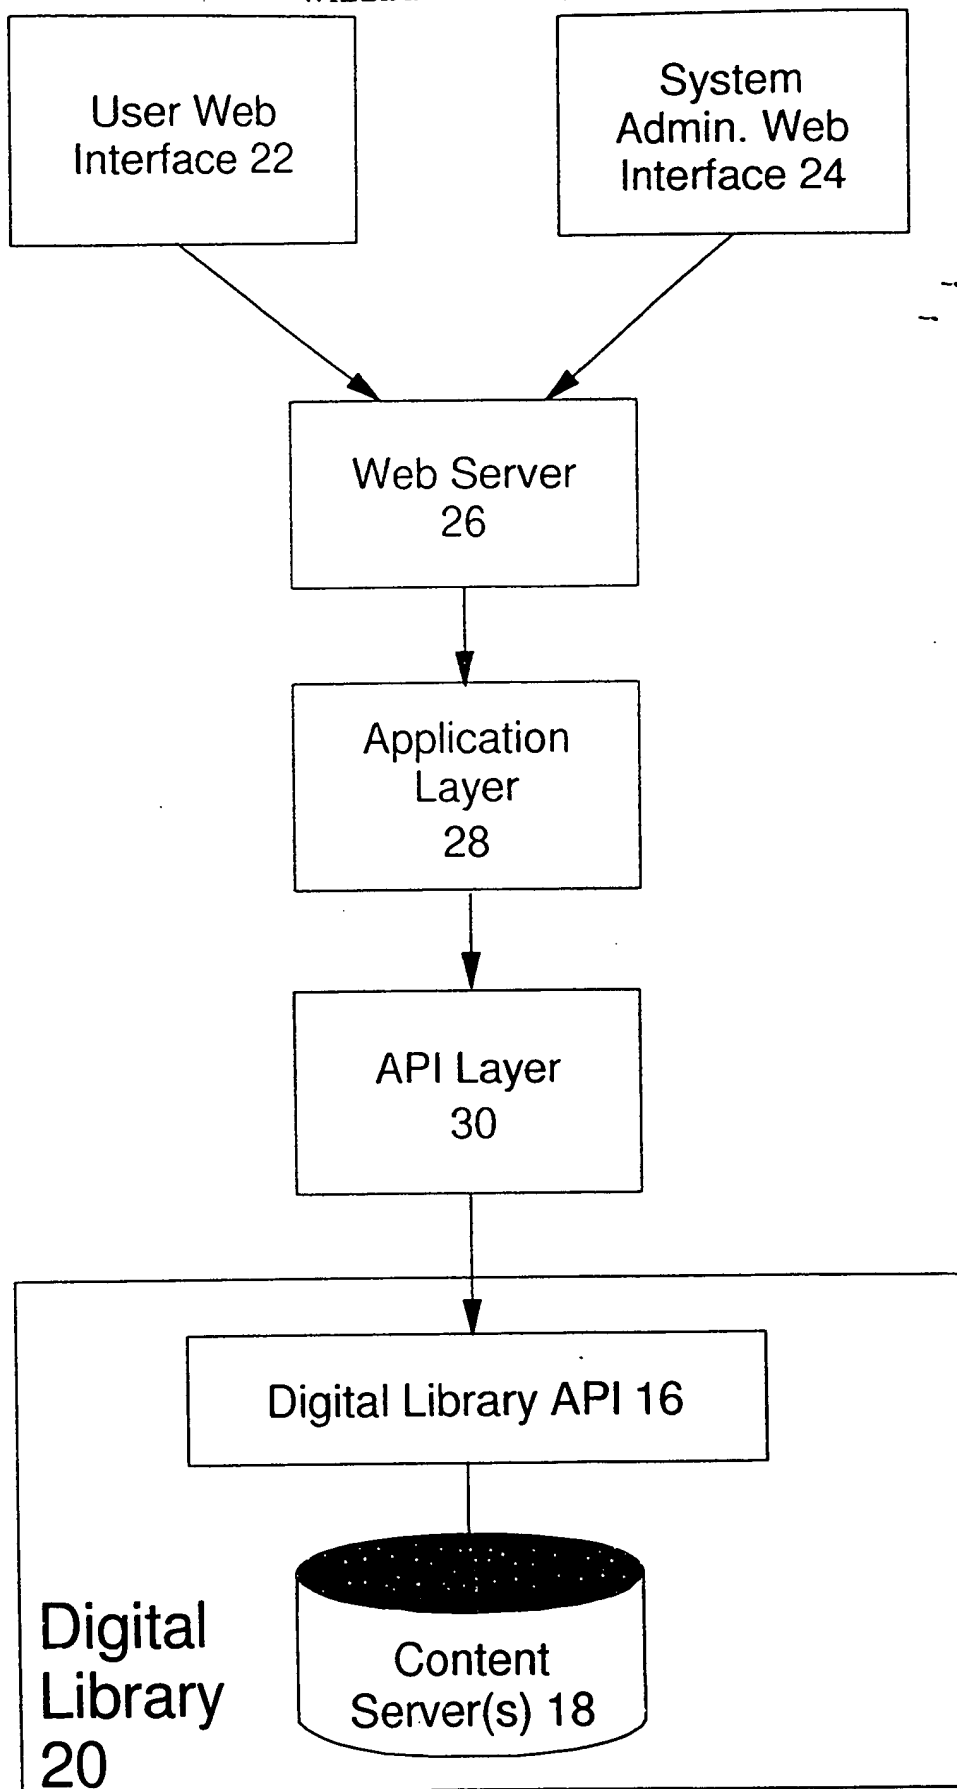 User Web
Interface 22
System
Admin. Web
Interface 24
Web Server
26
Application
Layer
28
API Layer
30
Digital Library API 16
Content
Server(s) 18
Digital
Library
20